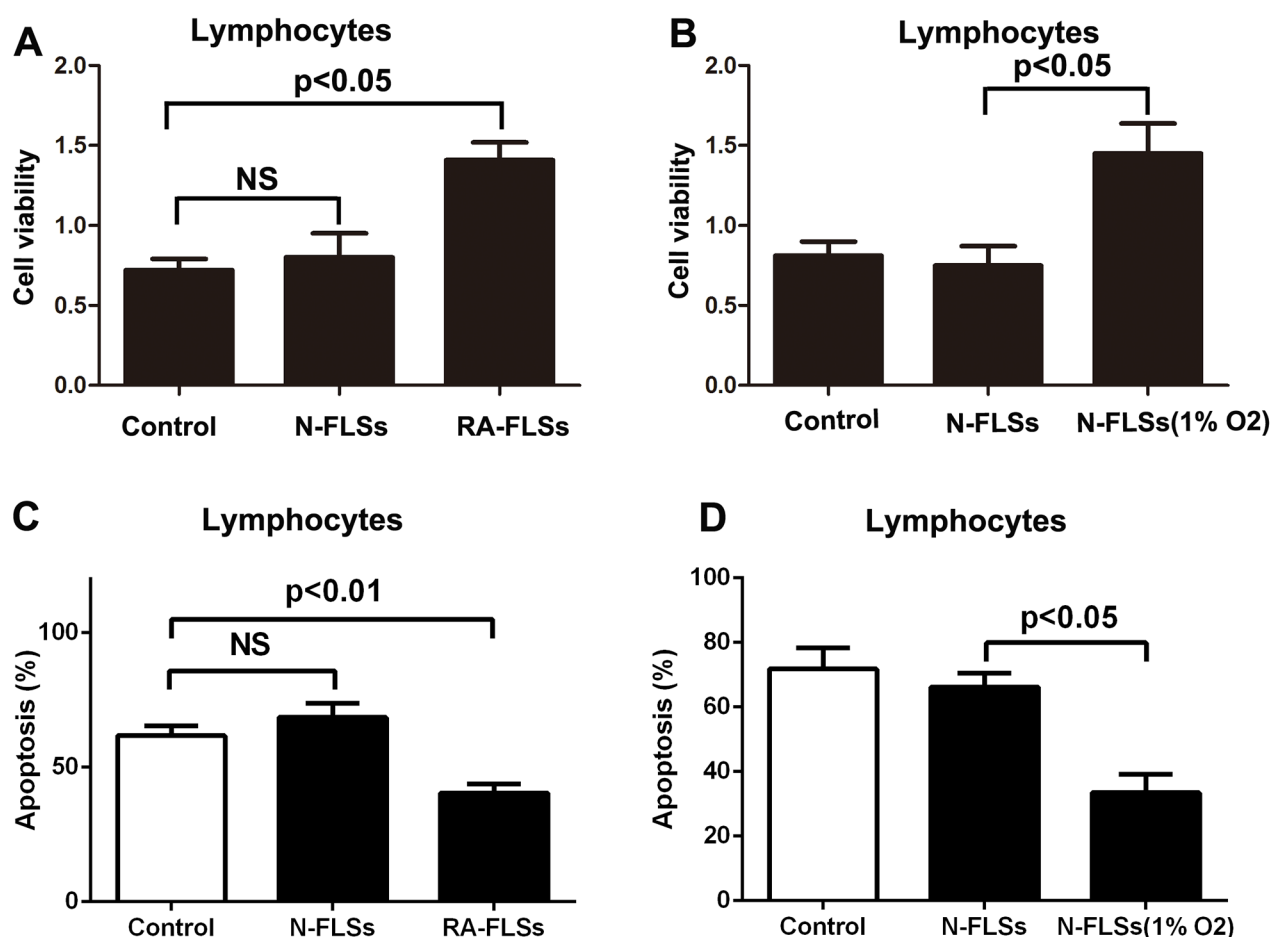 A
Lymphocytes
p<0.05
NS
Cell viability
2.0
1.5
1.0
0.5
0.0
Control
N-FLSs
RA-FLSs
B
Lymphocytes
p<0.05
Cell viability
2.0
1.5
1.0
0.5
0.0
Control
N-FLSs
N-FLSs(1% O2)
C
Lymphocytes
p<0.01
NS
Apoptosis (%)
100
50
0
Control
N-FLSs
RA-FLSs
D
Lymphocytes
p<0.05
Apoptosis (%)
100
80
60
40
20
0
Control
N-FLSs
N-FLSs(1% O2)